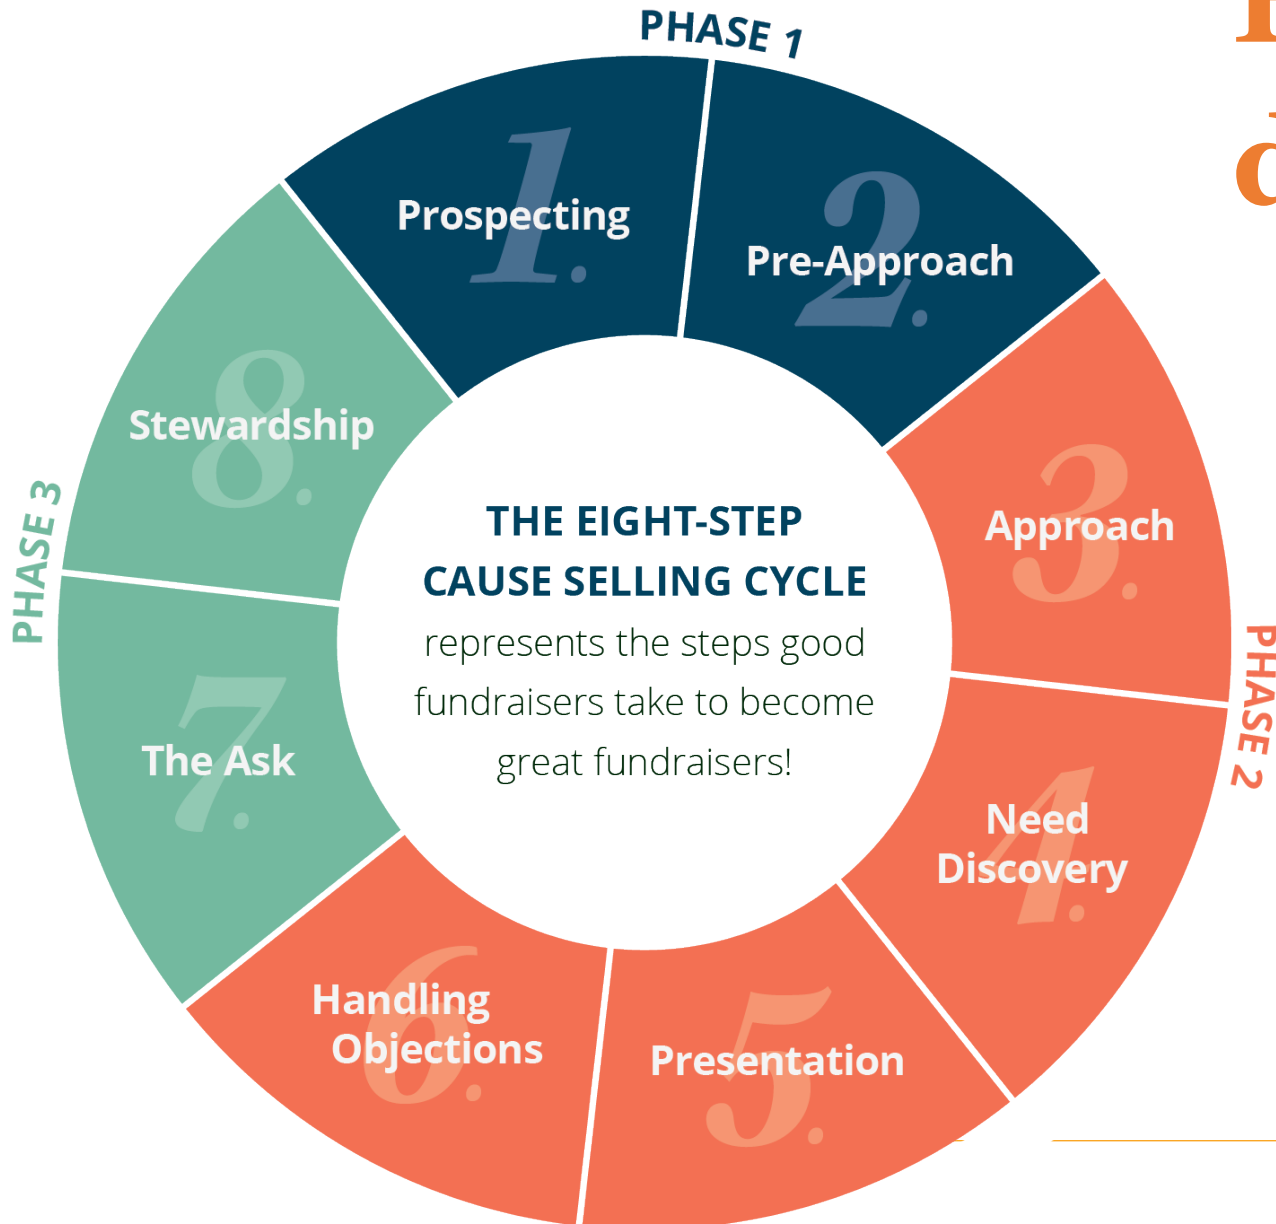 PHASE 1
1.
Prospecting
2.
Pre-Approach
3.
Approach
PHASE 2
4.
Need
Discovery
5.
Presentation
6.
Handling
Objections
7.
The Ask
PHASE 3
8.
Stewardship
THE EIGHT-STEP
CAUSE SELLING CYCLE
represents the steps good
fundraisers take to become
great fundraisers!